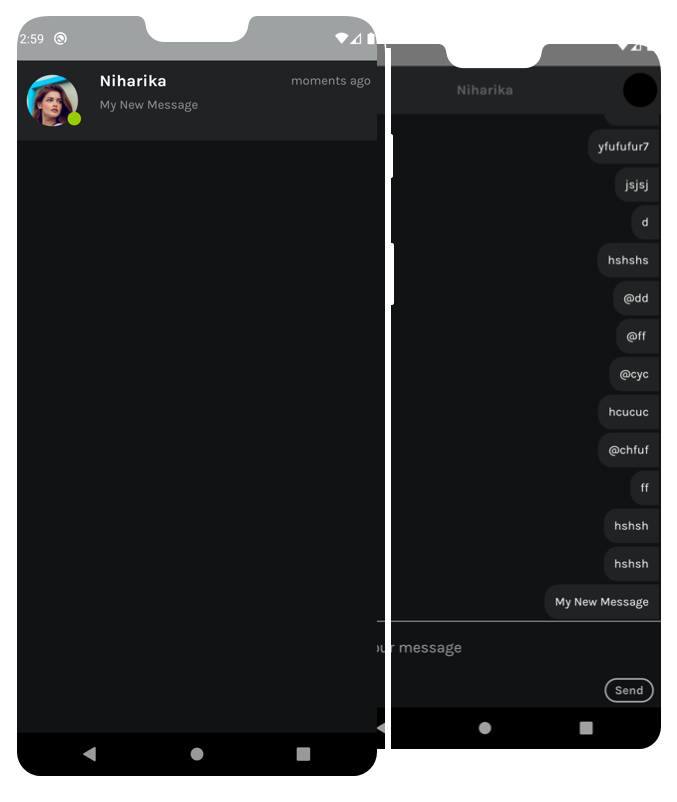 2:59
Niharika
moments ago
My New Message
Niharika
yfufufur7
jsjsj
d
hshshs
@dd
@ff
@cyc
hcucuc
@chfuf
ff
hshsh
hshsh
My New Message
message
Send